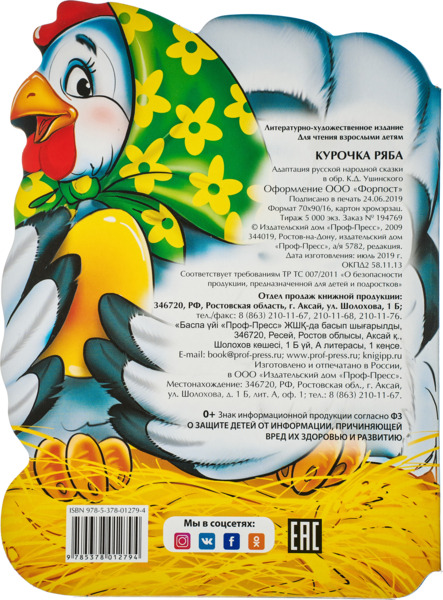 Литературно-художественное издание
Для чтения взрослыми детям
КУРОЧКА РЯБА
Адаптация русской народной сказки
в обр. К.Д. Ушинского
Оформление ООО «Форпост»
Подписано в печать 24.06.2019
Формат 70х90/16, картон хромэрзац.
Тираж 5 000 экз. Заказ № 194769
© Издательский дом «Проф-Пресс», 2009
344019, Ростов-на-Дону, издательский дом
«Проф-Пресс», а/я 5782, редакция.
Дата изготовления: июль 2019 г.
ОКПД2 58.11.13
Соответствует требованиям ТР ТС 007/2011 «О безопасности
продукции, предназначенной для детей и подростков»
Отдел продаж книжной продукции:
346720, РФ, Ростовская область, г. Аксай, ул. Шолохова, 1 Б;
тел./факс: 8 (863) 210-11-67, 210-11-68, 210-11-76.
«Баспа үйі «Проф-Пресс» ЖШҚ-да басып шығарылды,
346720, Ресей, Ростов облысы, Аксай қ.,
Шолохов көшесі, 1 Б үй, А литерасы, 1 кеңсе.
E-mail: book@prof-press.ru; www.prof-press.ru; knigipp.ru
Изготовлено и отпечатано в России,
в ООО «Издательский дом «Проф-Пресс».
Местонахождение: 346720, РФ, Ростовская обл., г. Аксай,
ул. Шолохова, д. 1 Б, лит. А, оф. 1; тел.: 8 (863) 210-11-67.
0+ Знак информационной продукции согласно ФЗ
О ЗАЩИТЕ ДЕТЕЙ ОТ ИНФОРМАЦИИ, ПРИЧИНЯЮЩЕЙ
ВРЕД ИХ ЗДОРОВЬЮ И РАЗВИТИЮ
ISBN 978-5-378-01279-4
9 785378 012794
Мы в соцсетях:
EAC